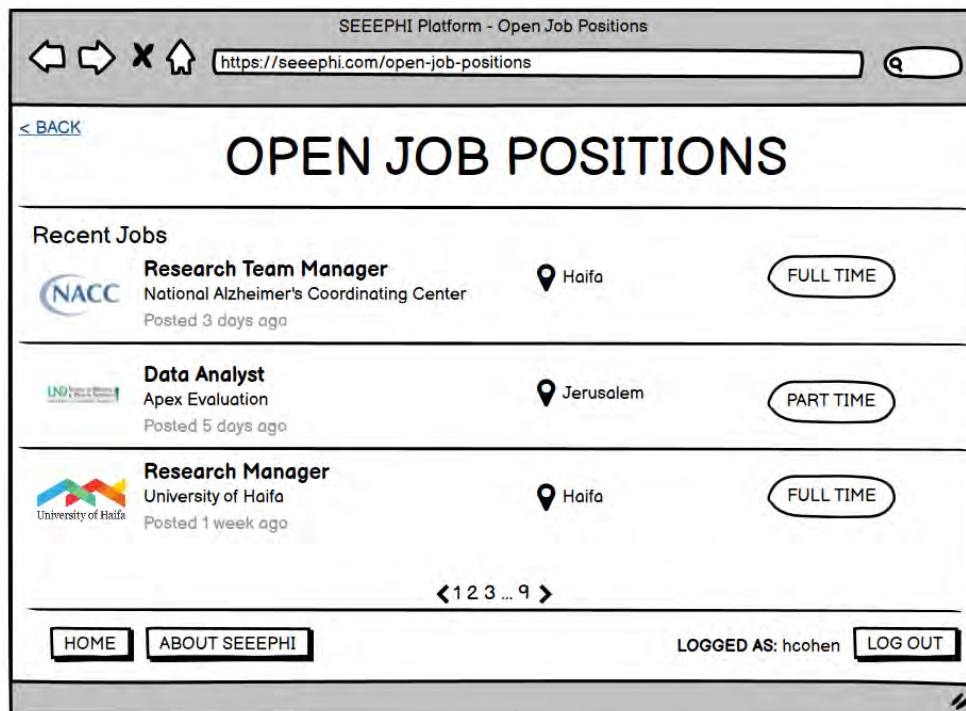 SEEEPHI Platform - Open Job Positions
https://seeephi.com/open-job-positions
< BACK
OPEN JOB POSITIONS
Recent Jobs
NACC
Research Team Manager
National Alzheimer's Coordinating Center
Posted 3 days ago
Haifa
FULL TIME
Data Analyst
Apex Evaluation
Posted 5 days ago
Jerusalem
PART TIME
University of Haifa
Research Manager
University of Haifa
Posted 1 week ago
Haifa
FULL TIME
1 2 3 ... 9
HOME
ABOUT SEEEPHI
LOGGED AS: hcohen
LOG OUT